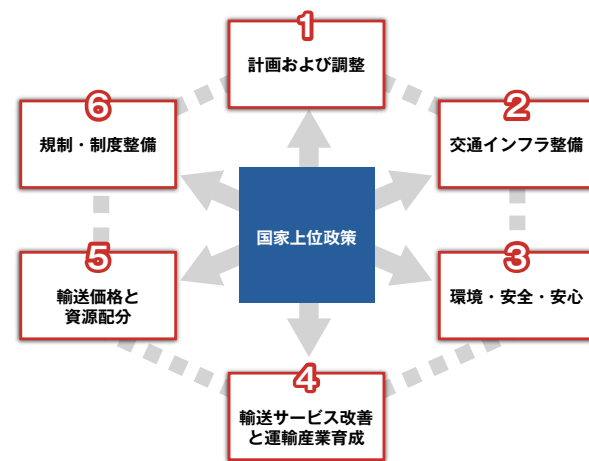 1
計画および調整
2
交通インフラ整備
3
環境・安全・安心
4
輸送サービス改善
と運輸産業育成
5
輸送価格と
資源配分
6
規制・制度整備
国家上位政策